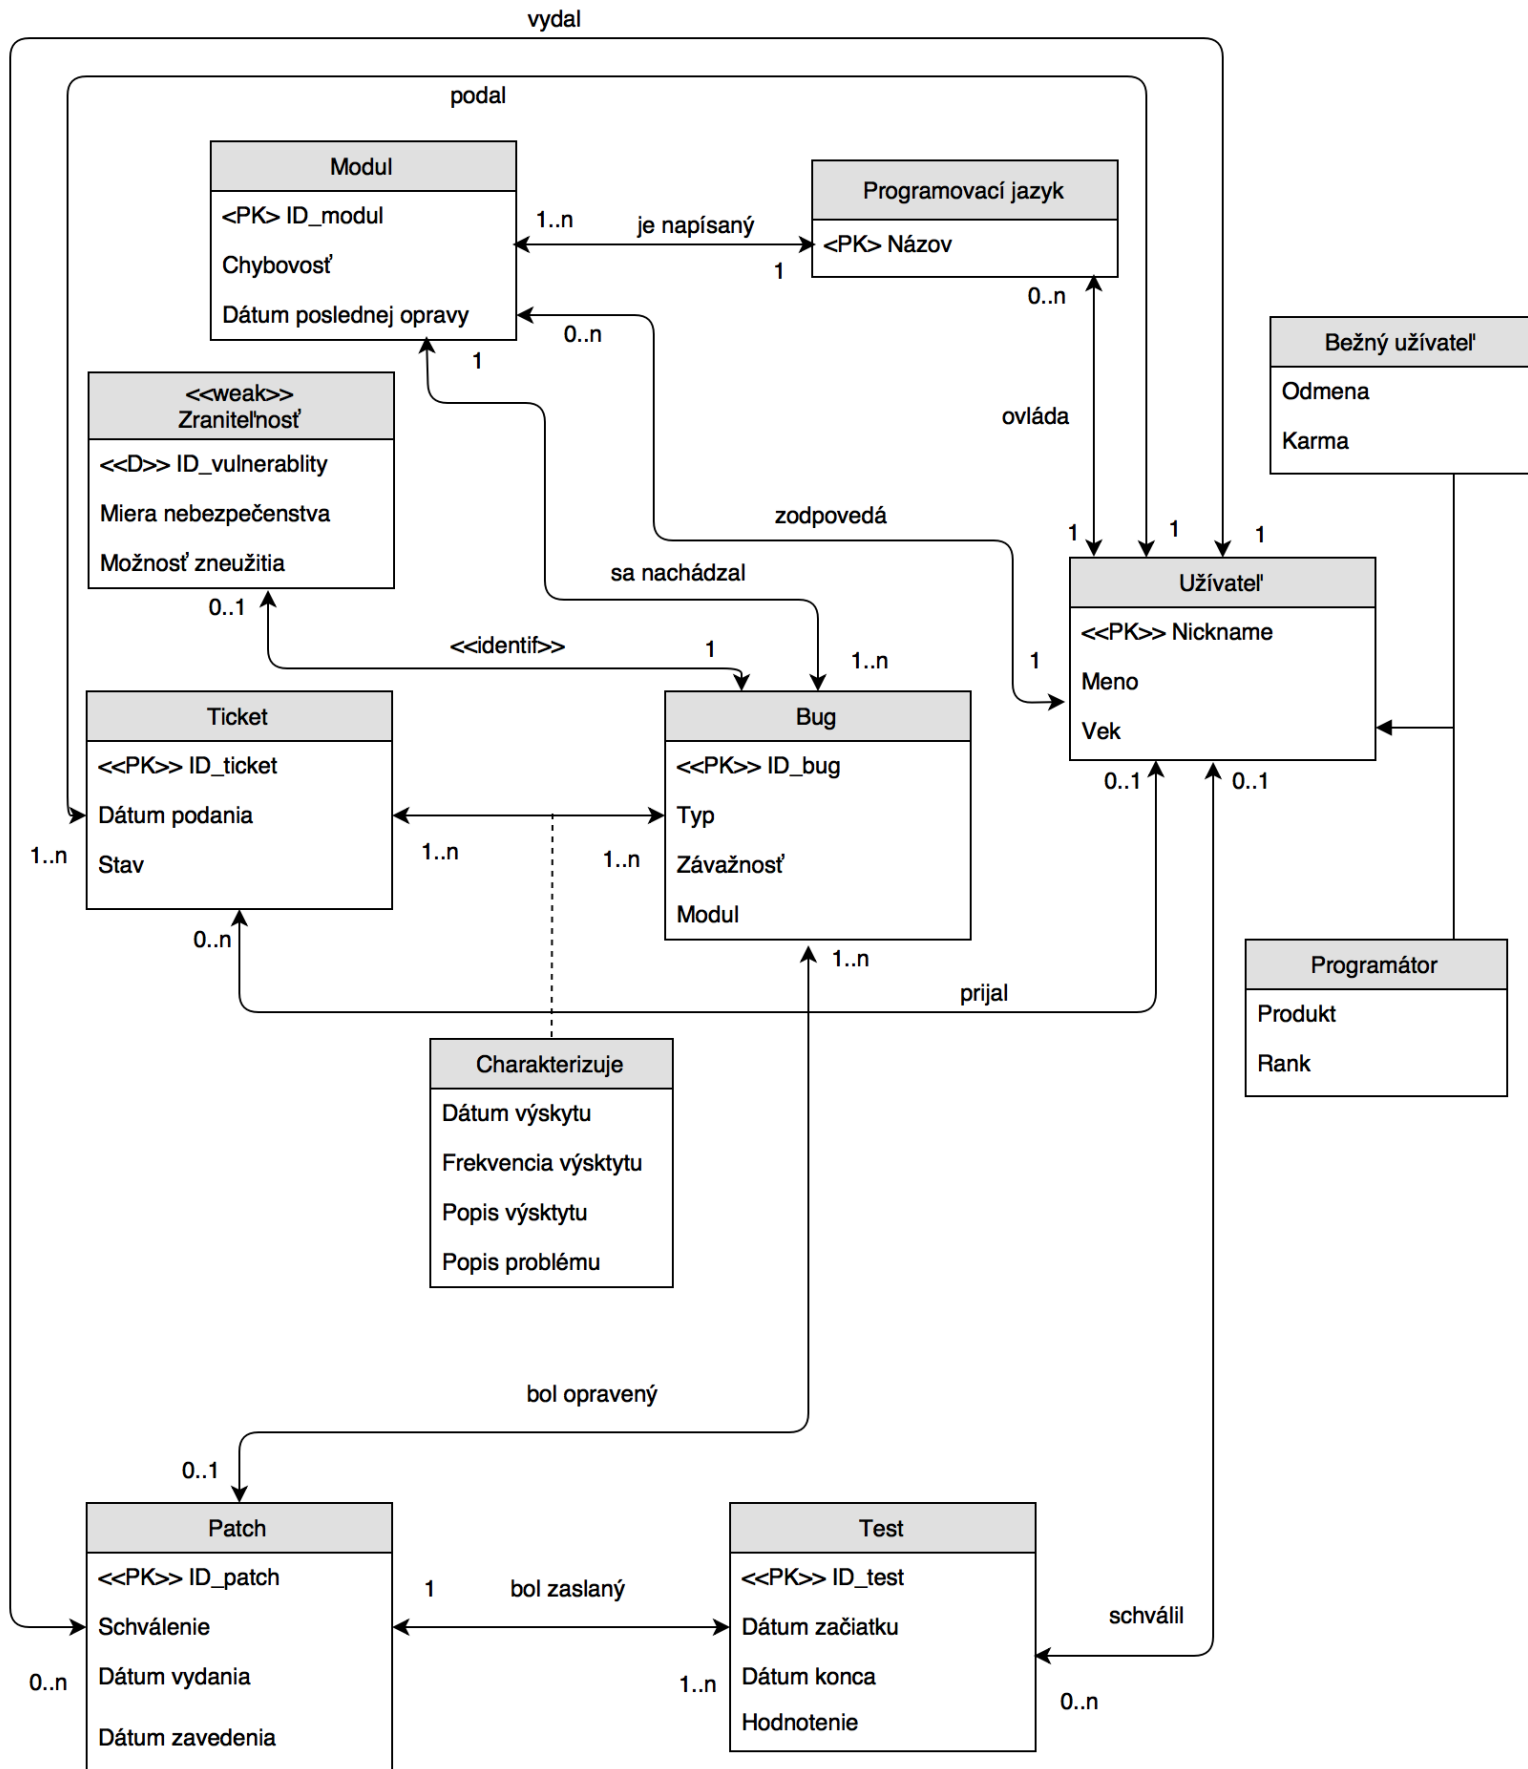 vydal
podal
Modul
<PK> ID_modul
Chybovosť
Dátum poslednej opravy
1..n
je napísaný
1
Programovací jazyk
<PK> Názov
0..n
0..n
1
ovláda
Bežný užívateľ
Odmena
Karma
<<weak>>
Zraniteľnosť
<<D>> ID_vulnerablity
Miera nebezpečenstva
Možnosť zneužitia
0..1
zodpovedá
sa nachádzal
<<identif>>
1
1..n
1
1
1
1
Užívateľ
<<PK>> Nickname
Meno
Vek
0..1
0..1
Ticket
<<PK>> ID_ticket
Dátum podania
Stav
1..n
1..n
1..n
0..n
Bug
<<PK>> ID_bug
Typ
Závažnosť
Modul
1..n
prijal
Programátor
Produkt
Rank
Charakterizuje
Dátum výskytu
Frekvencia výsktytu
Popis výsktytu
Popis problému
bol opravený
0..1
Patch
<<PK>> ID_patch
Schválenie
Dátum vydania
Dátum zavedenia
0..n
1
bol zaslaný
1..n
Test
<<PK>> ID_test
Dátum začiatku
Dátum konca
Hodnotenie
schválil
0..n